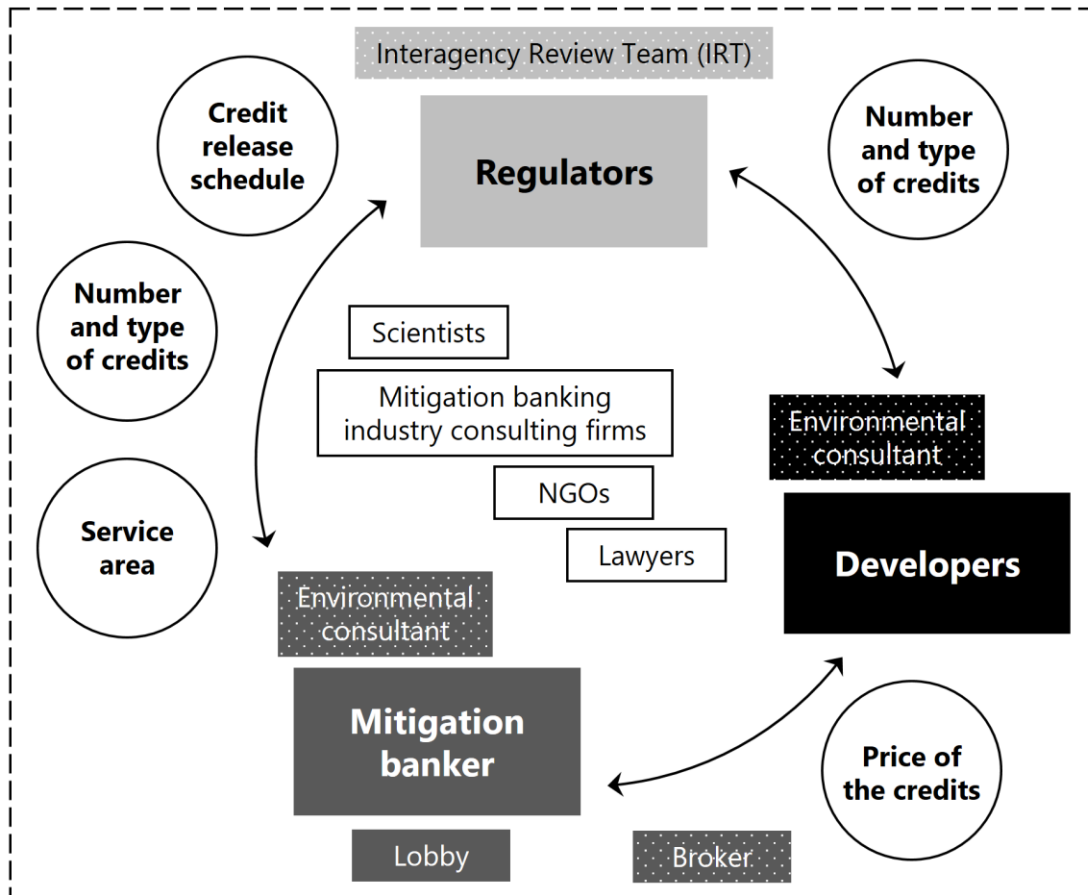 Interagency Review Team (IRT)
Regulators
Credit
release
schedule
Number
and type
of credits
Number
and type
of credits
Service
area
Scientists
Mitigation banking
industry consulting firms
NGOs
Lawyers
Environmental
consultant
Developers
Environmental
consultant
Mitigation
banker
Lobby
Broker
Price of
the credits